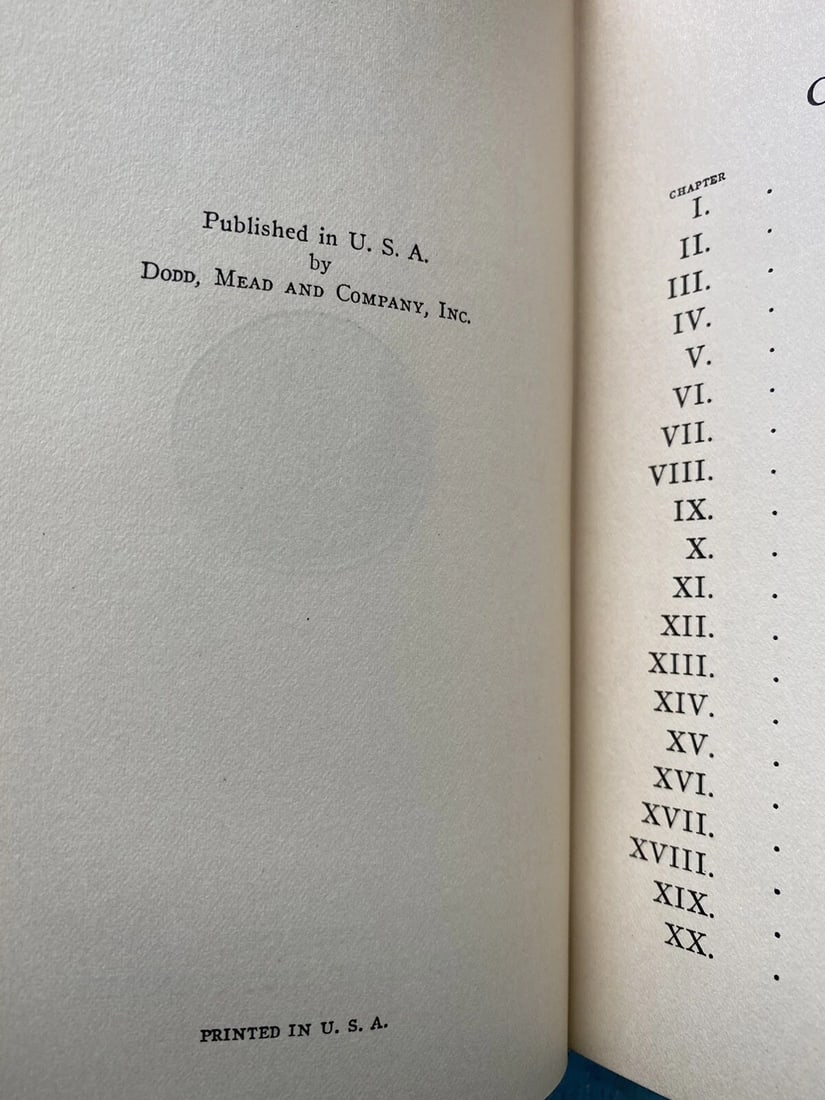 Published in U. S. A.
by
DODD, MEAD AND COMPANY, INC.
PRINTED IN U. S. A.
C
CHAPTER
I. .
II. .
III. .
IV. .
V. .
VI. .
VII. .
VIII. .
IX. .
X. .
XI. .
XII. .
XIII. .
XIV. .
XV. .
XVI. .
XVII. .
XVIII. .
XIX. .
XX. .